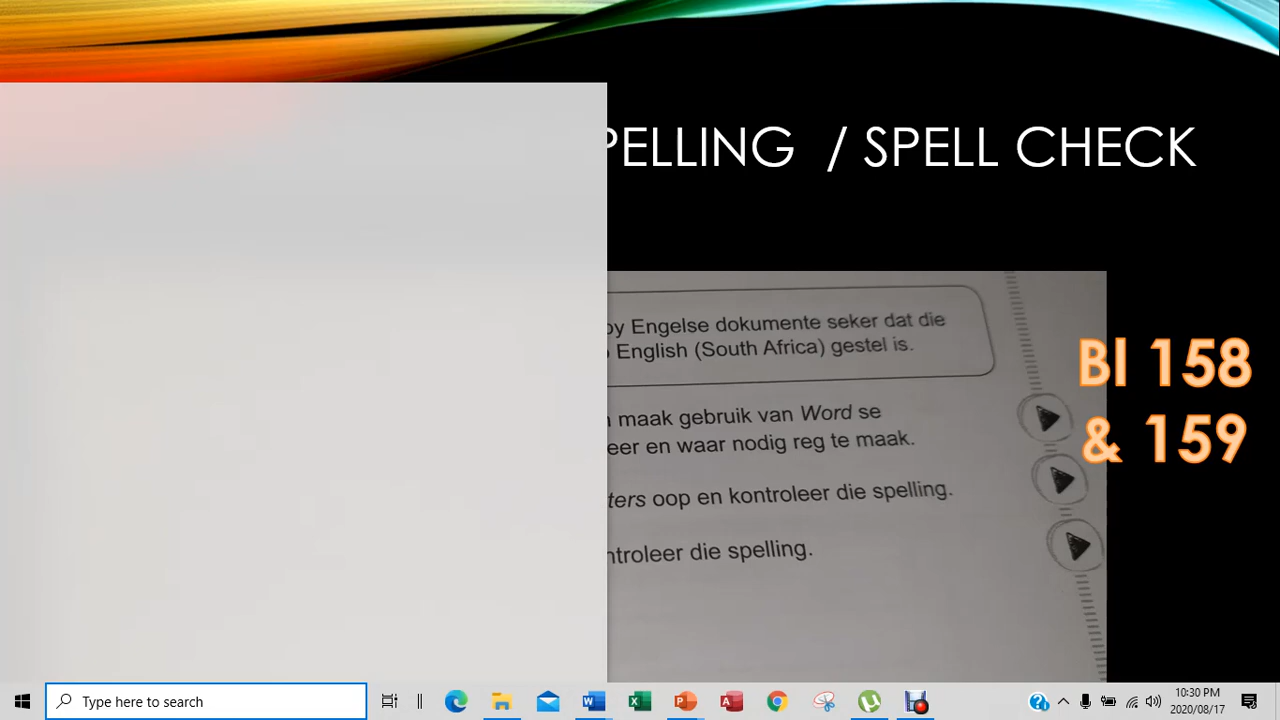 PELLING / SPELL CHECK
oy Engelse dokumente seker dat die
English (South Africa) gestel is.
maak gebruik van Word se
eer en waar nodig reg te maak.
ters oop en kontroleer die spelling.
ntroleer die spelling.
Bl 158
& 159
Type here to search
10:30 PM
2020/08/17